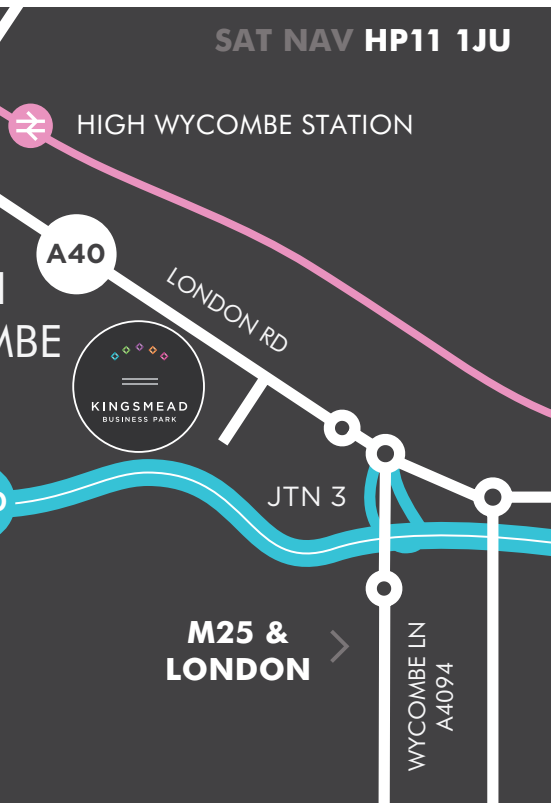 SAT NAV HP11 1JU
HIGH WYCOMBE STATION
A40
LONDON RD
MBE
KINGSMEAD
BUSINESS PARK
JTN 3
M25 &
LONDON
WYCOMBE LN
A4094